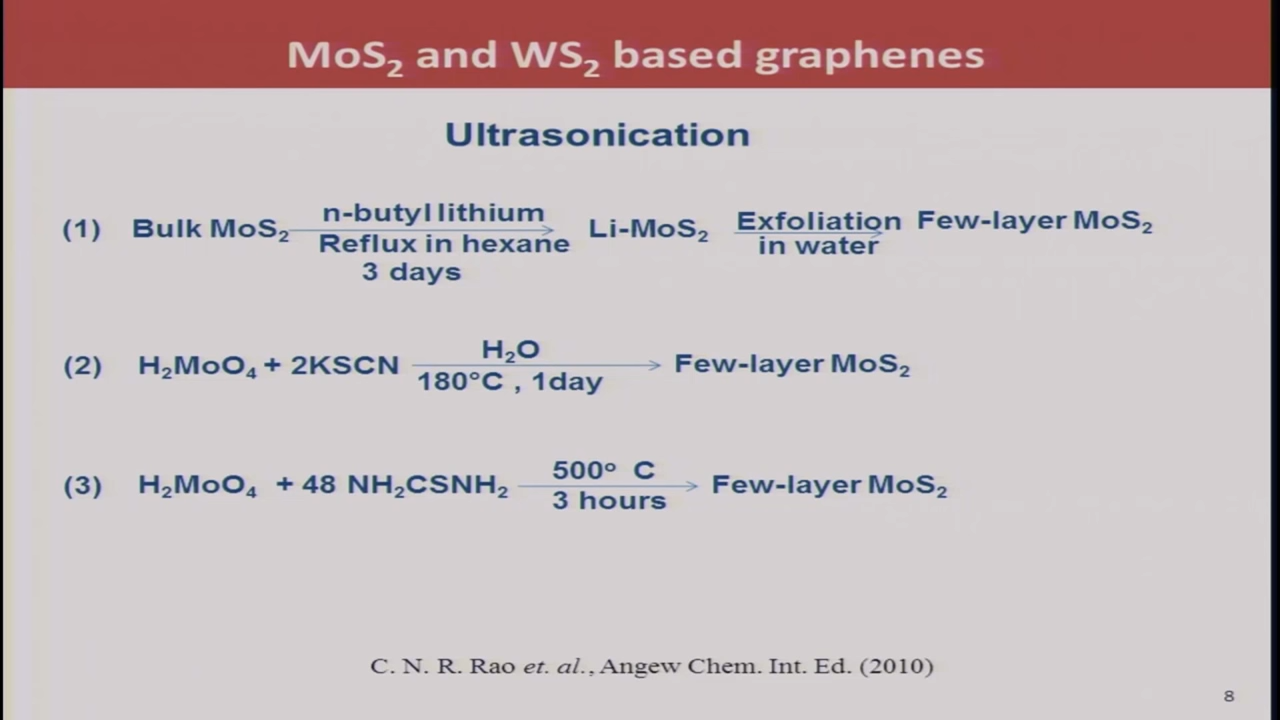 MoS₂ and WS₂ based graphenes
Ultrasonication
(1) Bulk MoS₂ n-butyl lithium Li-MoS₂ Exfoliation Few-layer MoS₂
Reflux in hexane in water
3 days
(2) H₂MoO₄ + 2KSCN H₂O Few-layer MoS₂
180°C , 1day
(3) H₂MoO₄ + 48 NH₂CSNH₂ 500° C Few-layer MoS₂
3 hours
C. N. R. Rao et. al., Angew Chem. Int. Ed. (2010)
8